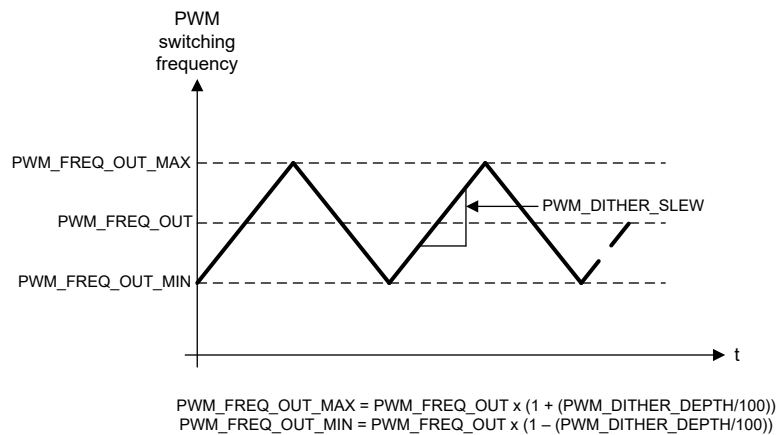 PWM
switching
frequency
PWM_FREQ_OUT_MAX
PWM_FREQ_OUT
PWM_DITHER_SLEW
PWM_FREQ_OUT_MIN
t
PWM_FREQ_OUT_MAX = PWM_FREQ_OUT x (1 + (PWM_DITHER_DEPTH/100))
PWM_FREQ_OUT_MIN = PWM_FREQ_OUT x (1 – (PWM_DITHER_DEPTH/100))